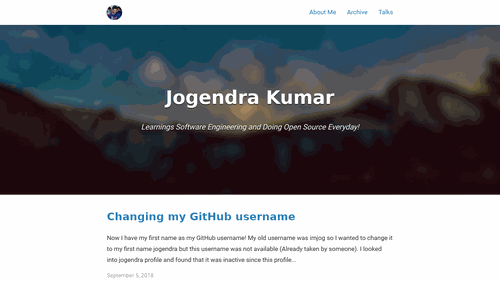 About Me Archive Talks
Jogendra Kumar
Learnings Software Engineering and Doing Open Source Everyday!
Changing my GitHub username
Now I have my first name as my GitHub username! My old username was imjog so I wanted to change it
to my first name jogendra but this username was not available (Already taken by someone). I looked
into jogendra profile and found that it was inactive since this profile...
September 5, 2018